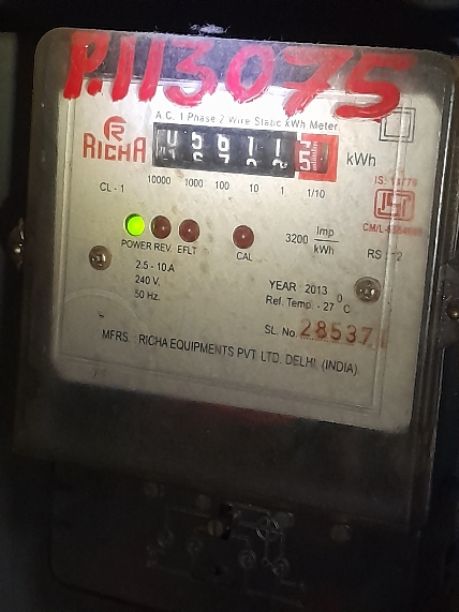 P.113075
A.C. 1 Phase 2 Wire Static kWh Meter
R
RICHA
kWh
CL - 1
10000 1000 100 10 1 1/10
POWER REV. EFLT
CAL
3200 Imp/kWh
2.5 - 10 A
240 V.
50 Hz.
YEAR 2013
Ref. Temp. - 27 °C
SL. No. 28537
MFRS. : RICHA EQUIPMENTS PVT. LTD. DELHI. (INDIA)